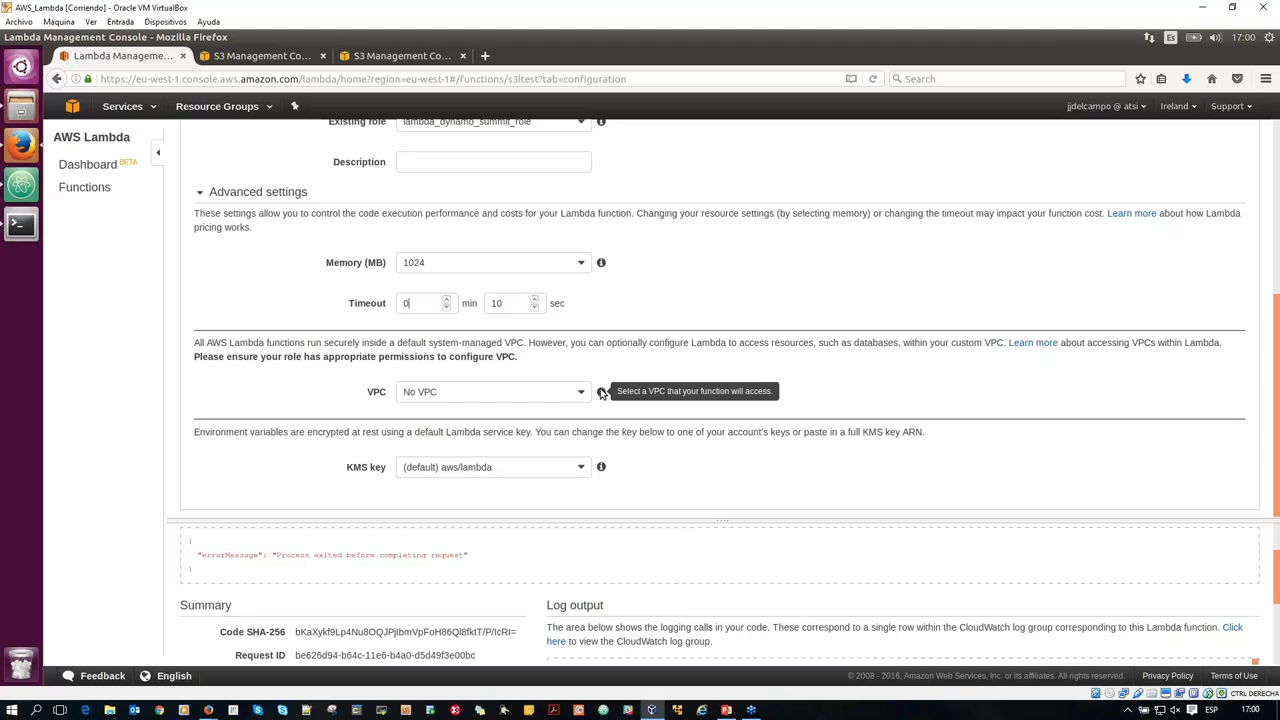 AWS_Lambda [Corriendo] - Oracle VM VirtualBox
Archivo Máquina Ver Entrada Dispositivos Ayuda
Lambda Management Console - Mozilla Firefox
Es 17:00
Lambda Manageme... S3 Management Co... S3 Management Co...
https://eu-west-1.console.aws.amazon.com/lambda/home?region=eu-west-1#/functions/s3ltest?tab=configuration
Search
Services Resource Groups jjdelcampo @ atsi Ireland Support
AWS Lambda
Dashboard BETA
Functions
Existing role lambda_dynamo_summit_role
Description
Advanced settings
These settings allow you to control the code execution performance and costs for your Lambda function. Changing your resource settings (by selecting memory) or changing the timeout may impact your function cost. Learn more about how Lambda
pricing works.
Memory (MB) 1024
Timeout 0 min 10 sec
All AWS Lambda functions run securely inside a default system-managed VPC. However, you can optionally configure Lambda to access resources, such as databases, within your custom VPC. Learn more about accessing VPCs within Lambda.
Please ensure your role has appropriate permissions to configure VPC.
VPC No VPC Select a VPC that your function will access.
Environment variables are encrypted at rest using a default Lambda service key. You can change the key below to one of your account's keys or paste in a full KMS key ARN.
KMS key (default) aws/lambda
{
"errorMessage": "Process exited before completing request"
}
Summary
Code SHA-256 bKaXykf9Lp4Nu8OQJPjIbmVpFoH86Ql8fktT/P/IcRI=
Request ID be626d94-b64c-11e6-b4a0-d5d49f3e00bc
Log output
The area below shows the logging calls in your code. These correspond to a single row within the CloudWatch log group corresponding to this Lambda function. Click
here to view the CloudWatch log group.
Feedback English © 2008 - 2016, Amazon Web Services, Inc. or its affiliates. All rights reserved. Privacy Policy Terms of Use
CTRL DERECHA
ESP 17:00